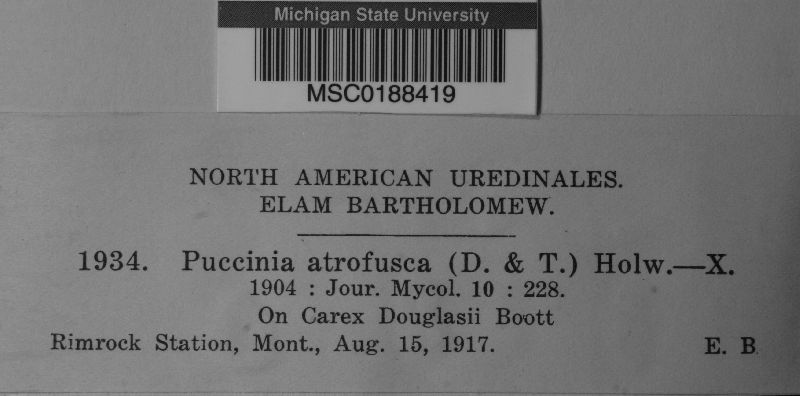 Michigan State University
MSC0188419
NORTH AMERICAN UREDINALES.
ELAM BARTHOLOMEW.
1934. Puccinia atrofusca (D. & T.) Holw.—X.
1904 : Jour. Mycol. 10 : 228.
On Carex Douglasii Boott
Rimrock Station, Mont., Aug. 15, 1917. E. B